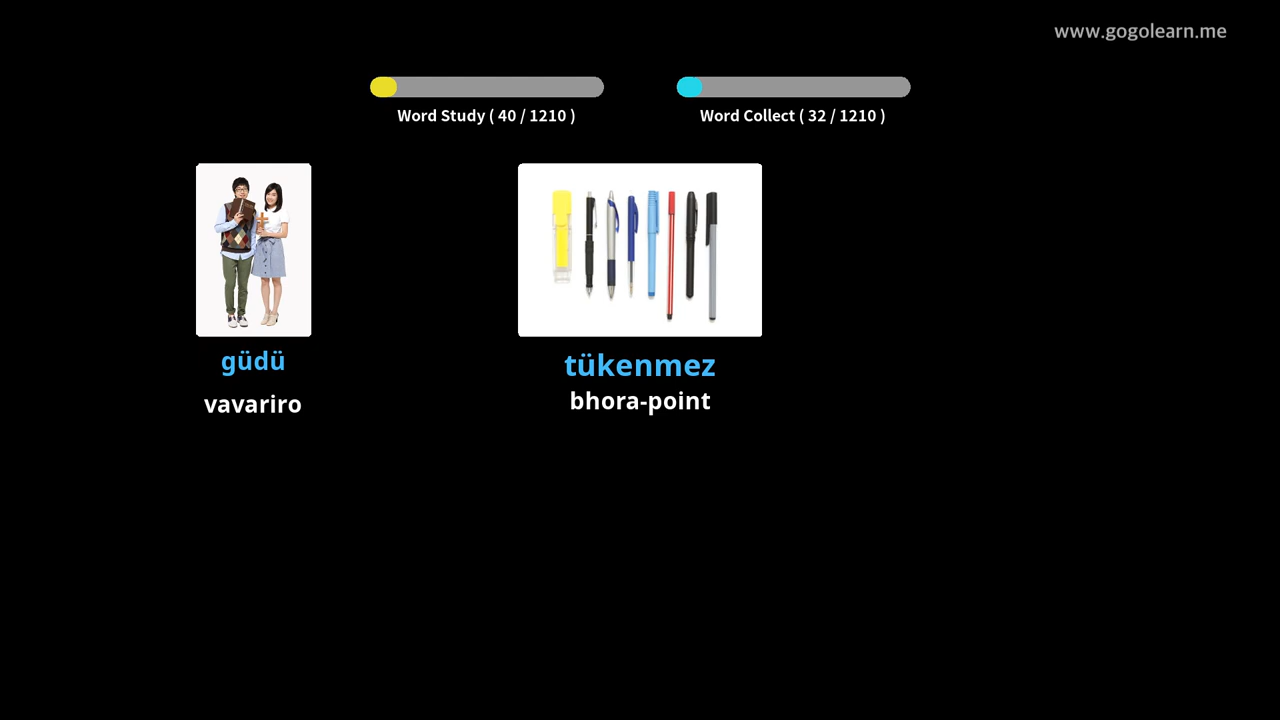 www.gogolearn.me
Word Study ( 40 / 1210 )
Word Collect ( 32 / 1210 )
güdü
vavariro
tükenmez
bhora-point